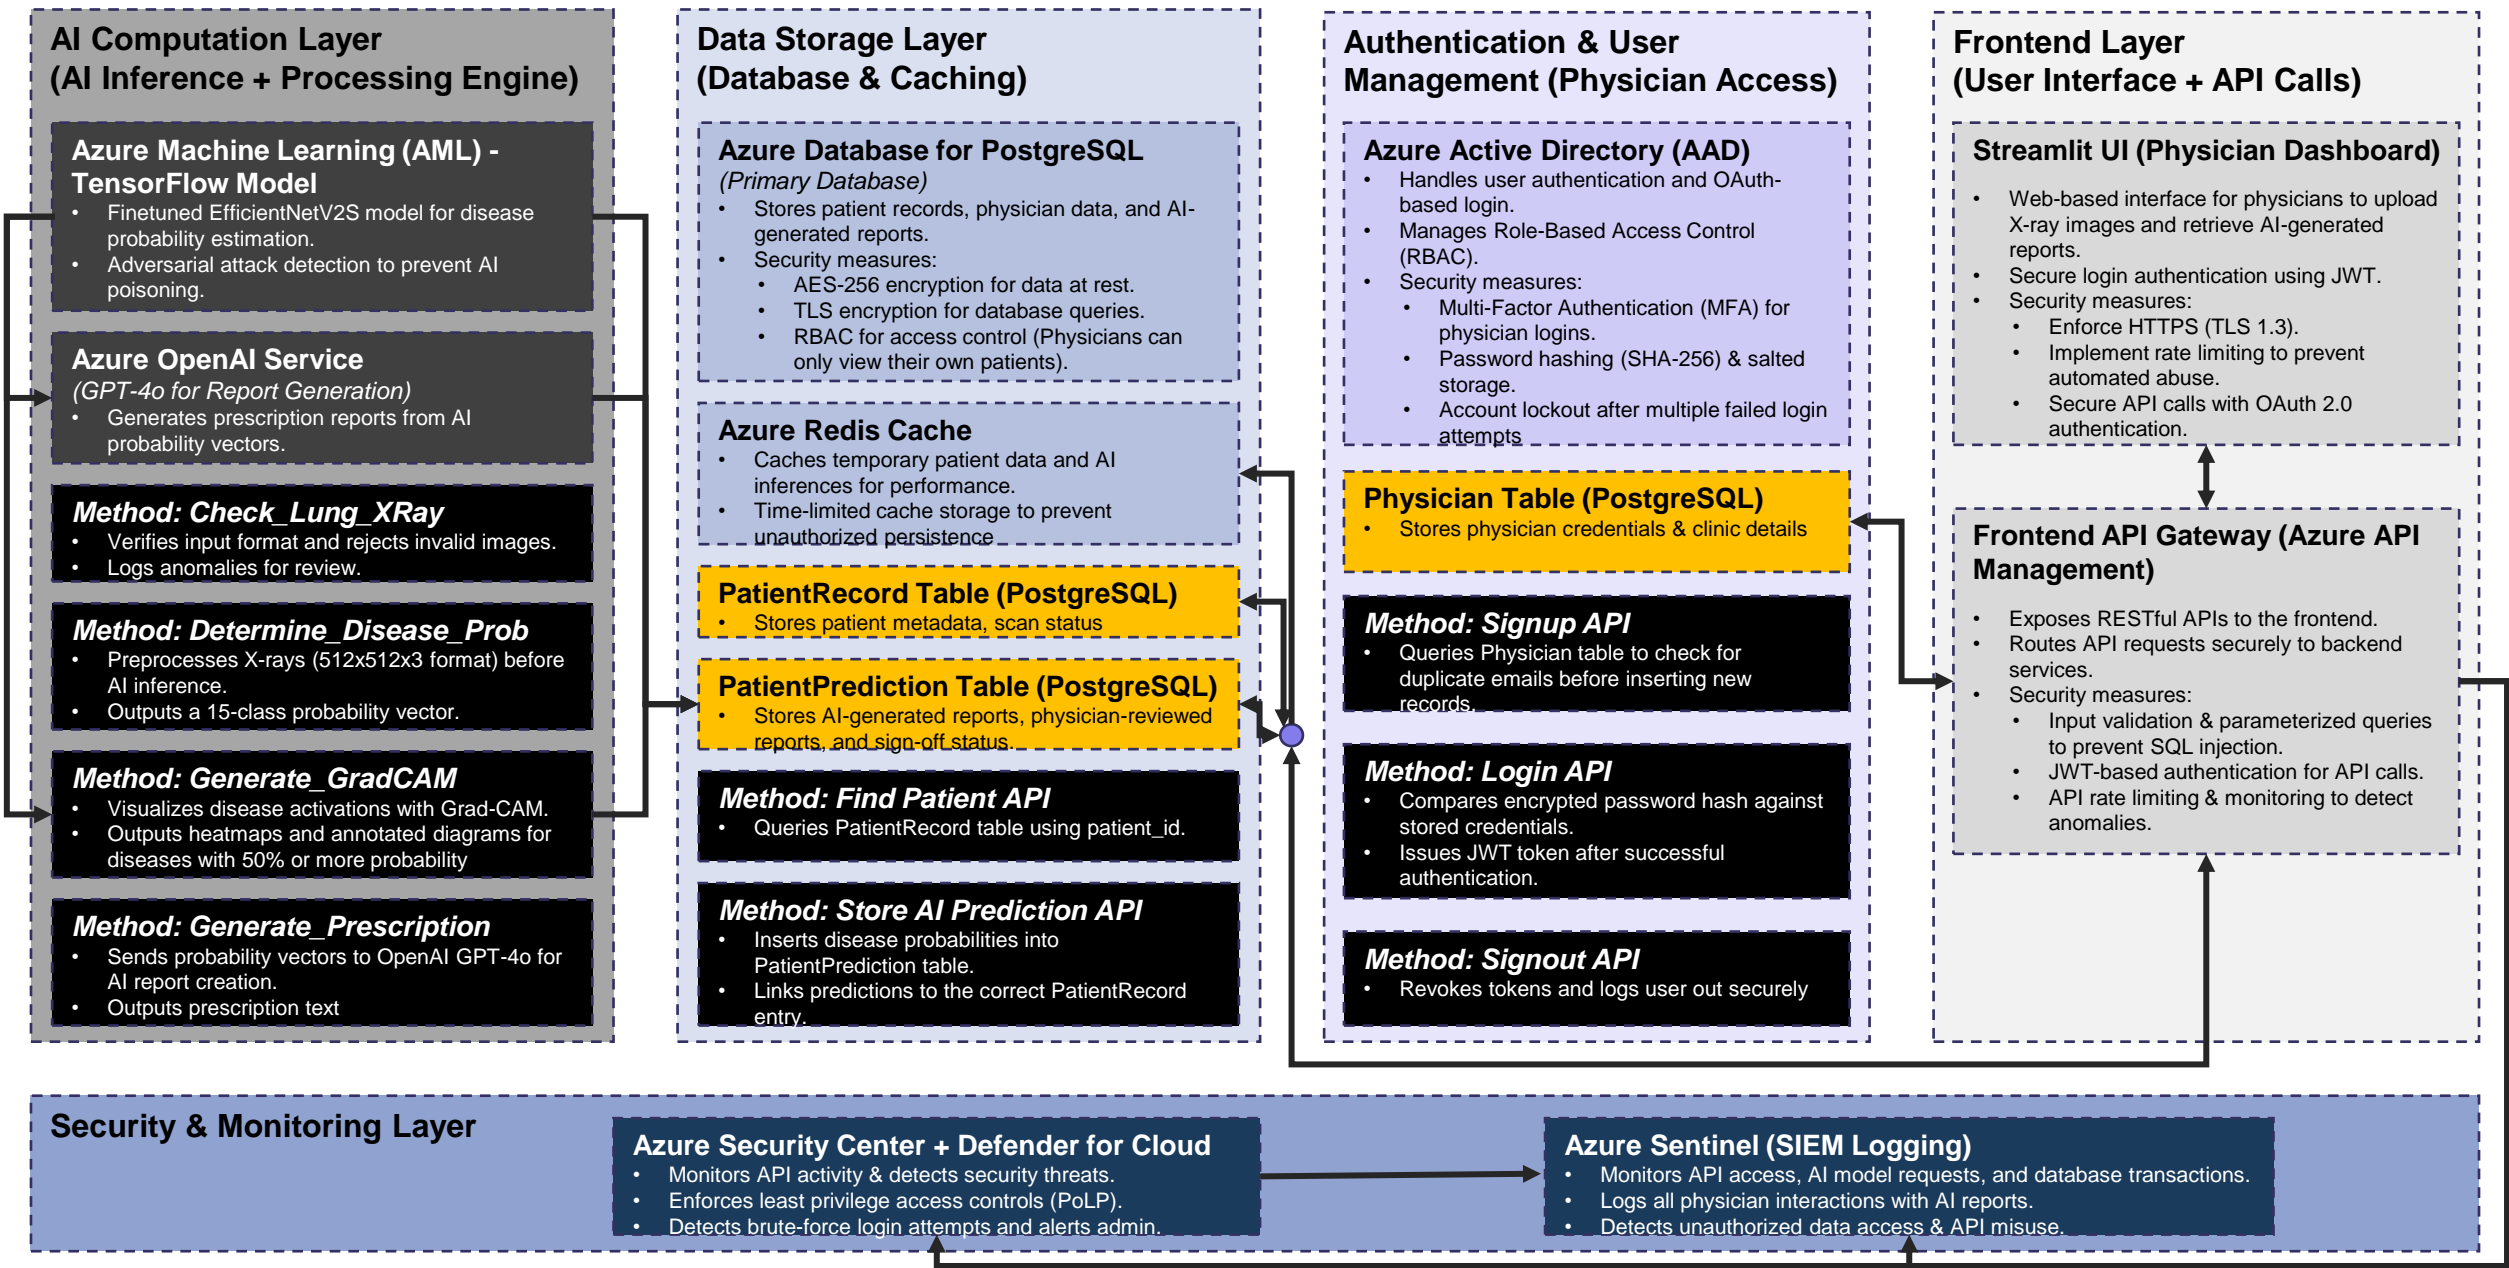 AI Computation Layer
(AI Inference + Processing Engine)
Azure Machine Learning (AML) -
TensorFlow Model
• Finetuned EfficientNetV2S model for disease
probability estimation.
• Adversarial attack detection to prevent AI
poisoning.
Azure OpenAI Service
(GPT-4o for Report Generation)
• Generates prescription reports from AI
probability vectors.
Method: Check_Lung_XRay
• Verifies input format and rejects invalid images.
• Logs anomalies for review.
Method: Determine_Disease_Prob
• Preprocesses X-rays (512x512x3 format) before
AI inference.
• Outputs a 15-class probability vector.
Method: Generate_GradCAM
• Visualizes disease activations with Grad-CAM.
• Outputs heatmaps and annotated diagrams for
diseases with 50% or more probability
Method: Generate_Prescription
• Sends probability vectors to OpenAI GPT-4o for
AI report creation.
• Outputs prescription text
Data Storage Layer
(Database & Caching)
Azure Database for PostgreSQL
(Primary Database)
• Stores patient records, physician data, and AI-
generated reports.
• Security measures:
• AES-256 encryption for data at rest.
• TLS encryption for database queries.
• RBAC for access control (Physicians can
only view their own patients).
Azure Redis Cache
• Caches temporary patient data and AI
inferences for performance.
• Time-limited cache storage to prevent
unauthorized persistence
PatientRecord Table (PostgreSQL)
• Stores patient metadata, scan status
PatientPrediction Table (PostgreSQL)
• Stores AI-generated reports, physician-reviewed
reports, and sign-off status.
Method: Find Patient API
• Queries PatientRecord table using patient_id.
Method: Store AI Prediction API
• Inserts disease probabilities into
PatientPrediction table.
• Links predictions to the correct PatientRecord
entry.
Authentication & User
Management (Physician Access)
Azure Active Directory (AAD)
• Handles user authentication and OAuth-
based login.
• Manages Role-Based Access Control
(RBAC).
• Security measures:
• Multi-Factor Authentication (MFA) for
physician logins.
• Password hashing (SHA-256) & salted
storage.
• Account lockout after multiple failed login
attempts
Physician Table (PostgreSQL)
• Stores physician credentials & clinic details
Method: Signup API
• Queries Physician table to check for
duplicate emails before inserting new
records.
Method: Login API
• Compares encrypted password hash against
stored credentials.
• Issues JWT token after successful
authentication.
Method: Signout API
• Revokes tokens and logs user out securely
Frontend Layer
(User Interface + API Calls)
Streamlit UI (Physician Dashboard)
• Web-based interface for physicians to upload
X-ray images and retrieve AI-generated
reports.
• Secure login authentication using JWT.
• Security measures:
• Enforce HTTPS (TLS 1.3).
• Implement rate limiting to prevent
automated abuse.
• Secure API calls with OAuth 2.0
authentication.
Frontend API Gateway (Azure API
Management)
• Exposes RESTful APIs to the frontend.
• Routes API requests securely to backend
services.
• Security measures:
• Input validation & parameterized queries
to prevent SQL injection.
• JWT-based authentication for API calls.
• API rate limiting & monitoring to detect
anomalies.
Security & Monitoring Layer
Azure Security Center + Defender for Cloud
• Monitors API activity & detects security threats.
• Enforces least privilege access controls (PoLP).
• Detects brute-force login attempts and alerts admin.
Azure Sentinel (SIEM Logging)
• Monitors API access, AI model requests, and database transactions.
• Logs all physician interactions with AI reports.
• Detects unauthorized data access & API misuse.